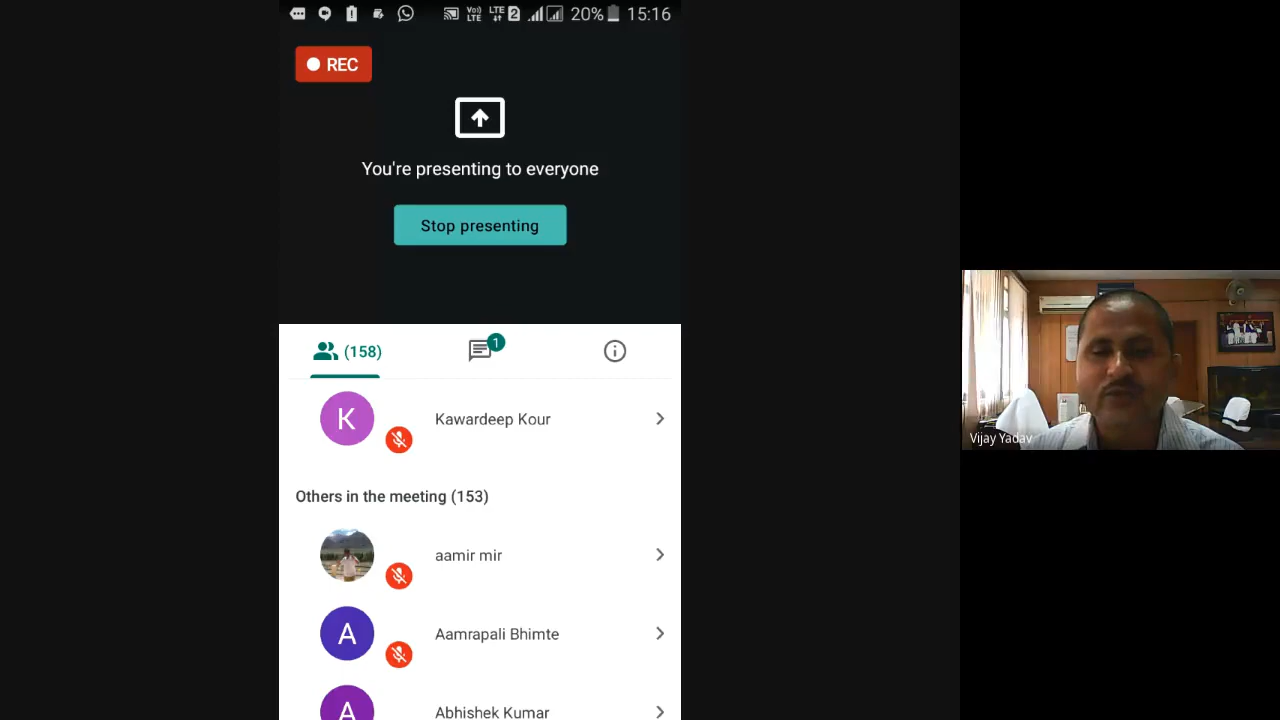 20% 15:16
REC
You're presenting to everyone
Stop presenting
(158)
1
K
Kawardeep Kour
Others in the meeting (153)
aamir mir
A
Aamrapali Bhimte
A
Abhishek Kumar
Vijay Yadav